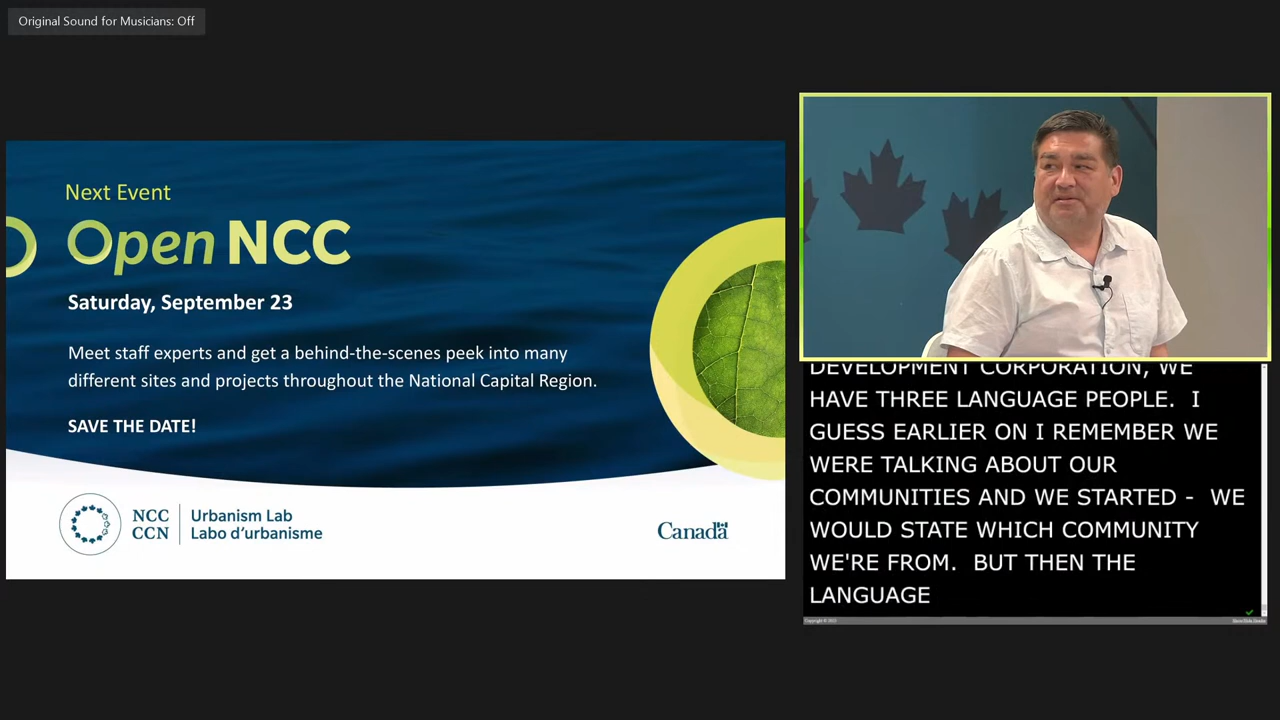 Original Sound for Musicians: Off
Next Event
Open NCC
Saturday, September 23
Meet staff experts and get a behind-the-scenes peek into many
different sites and projects throughout the National Capital Region.
SAVE THE DATE!
NCC
CCN
Urbanism Lab
Labo d'urbanisme
Canada
DEVELOPMENT CORPORATION, WE
HAVE THREE LANGUAGE PEOPLE.  I
GUESS EARLIER ON I REMEMBER WE
WERE TALKING ABOUT OUR
COMMUNITIES AND WE STARTED -  WE
WOULD STATE WHICH COMMUNITY
WE'RE FROM.  BUT THEN THE
LANGUAGE